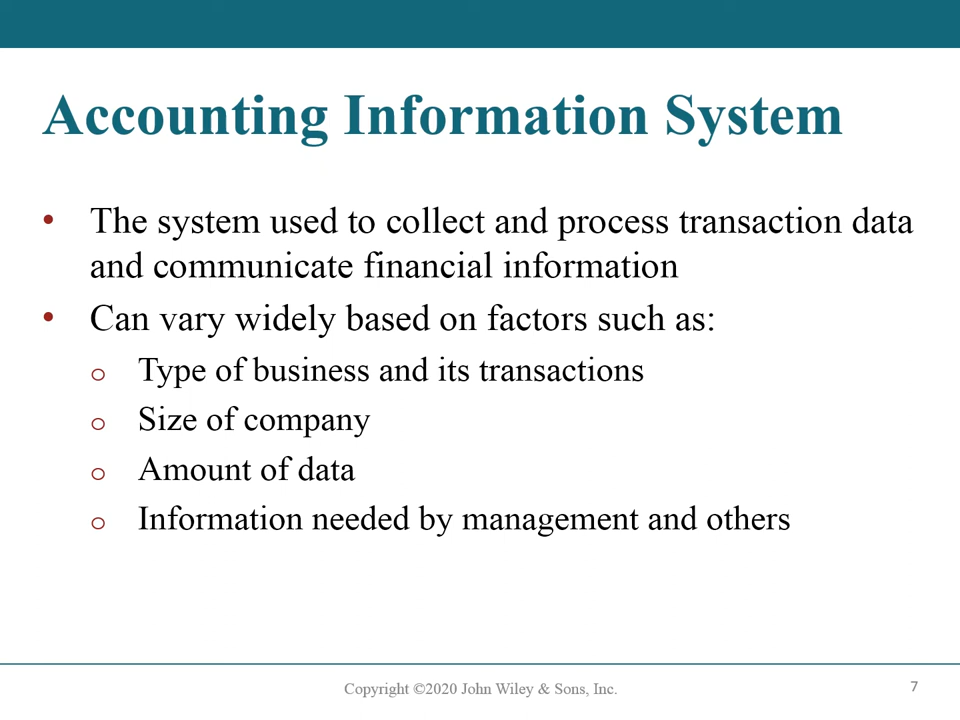 Accounting Information System
• The system used to collect and process transaction data
and communicate financial information
• Can vary widely based on factors such as:
o Type of business and its transactions
o Size of company
o Amount of data
o Information needed by management and others
Copyright ©2020 John Wiley & Sons, Inc.
7